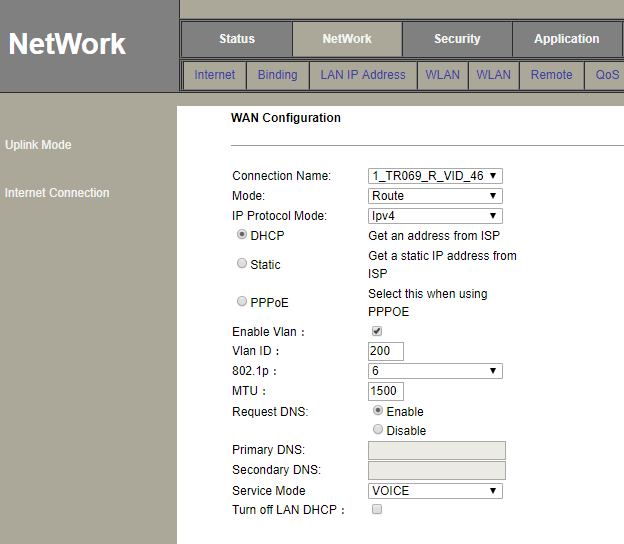 NetWork
Status NetWork Security Application
Internet Binding LAN IP Address WLAN WLAN Remote QoS
Uplink Mode
Internet Connection
WAN Configuration
Connection Name: 1_TR069_R_VID_46
Mode: Route
IP Protocol Mode: Ipv4
DHCP Get an address from ISP
Static Get a static IP address from
ISP
PPPoE Select this when using
PPPOE
Enable Vlan :
Vlan ID : 200
802.1p : 6
MTU : 1500
Request DNS: Enable
Disable
Primary DNS:
Secondary DNS:
Service Mode VOICE
Turn off LAN DHCP :